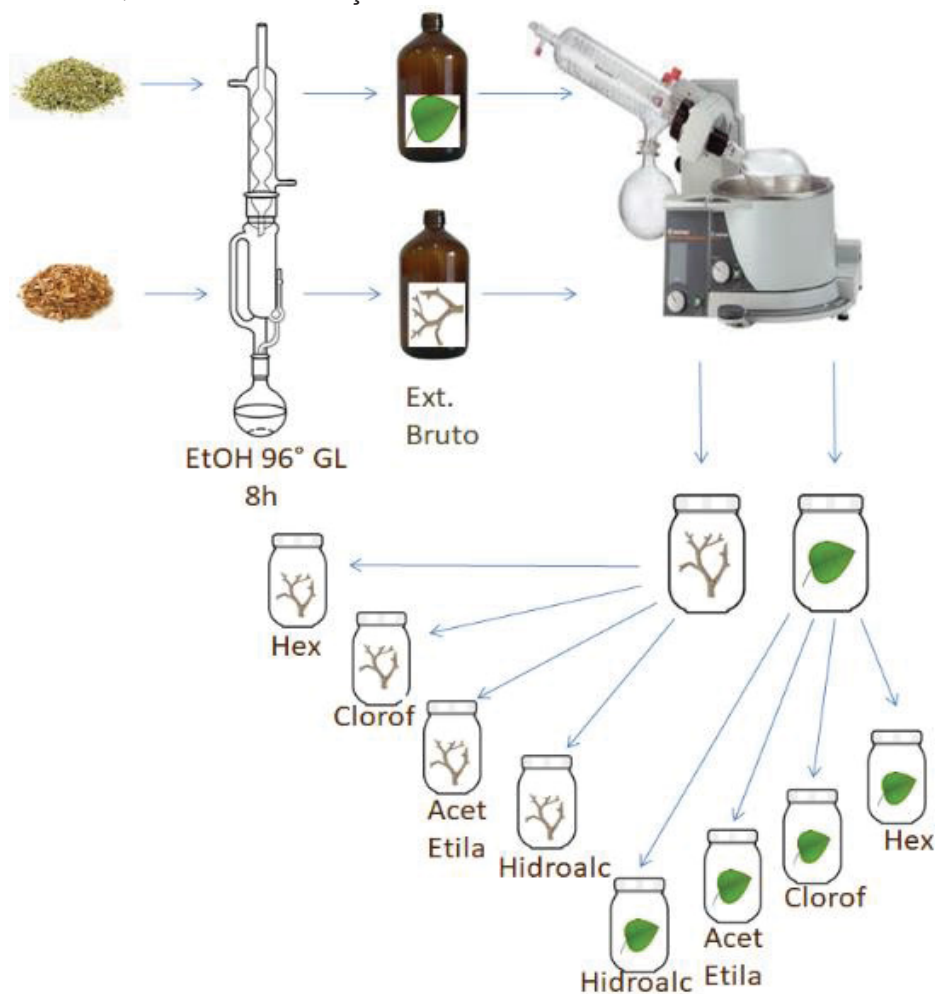 Ext.
Bruto
EtOH 96° GL
8h
Hex
Clorof
Acet
Etila
Hidroalc
Hex
Clorof
Acet
Etila
Hidroalc